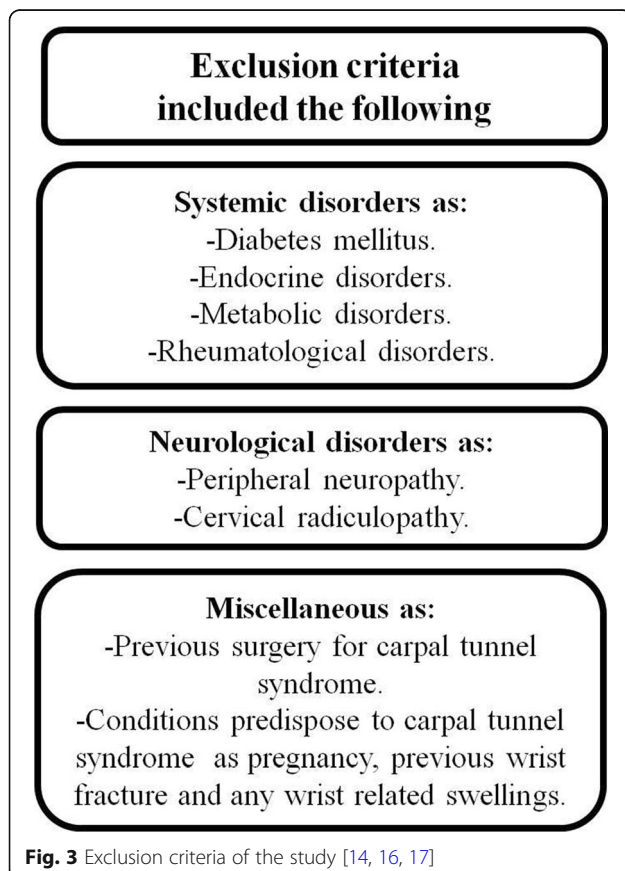 Exclusion criteria
included the following
Systemic disorders as:
-Diabetes mellitus.
-Endocrine disorders.
-Metabolic disorders.
-Rheumatological disorders.
Neurological disorders as:
-Peripheral neuropathy.
-Cervical radiculopathy.
Miscellaneous as:
-Previous surgery for carpal tunnel
syndrome.
-Conditions predispose to carpal tunnel
syndrome as pregnancy, previous wrist
fracture and any wrist related swellings.
Fig. 3 Exclusion criteria of the study [14, 16, 17]